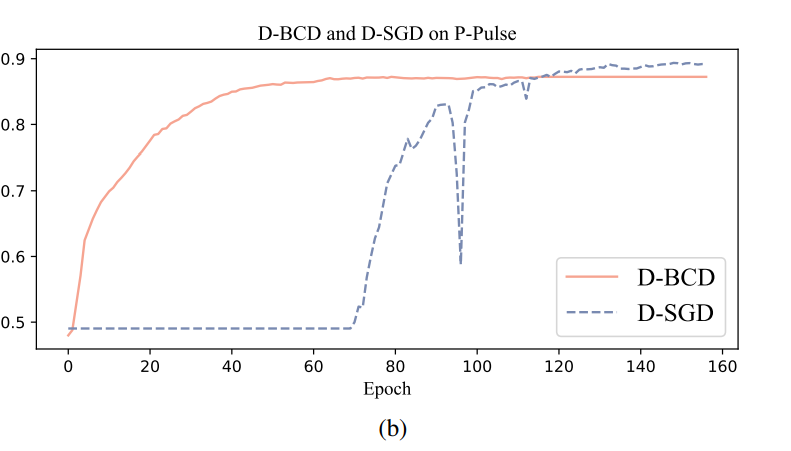 D-BCD and D-SGD on P-Pulse
0.9
0.8
0.7
0.6
0.5
D-BCD
D-SGD
0 20 40 60 80 100 120 140 160
Epoch
(b)